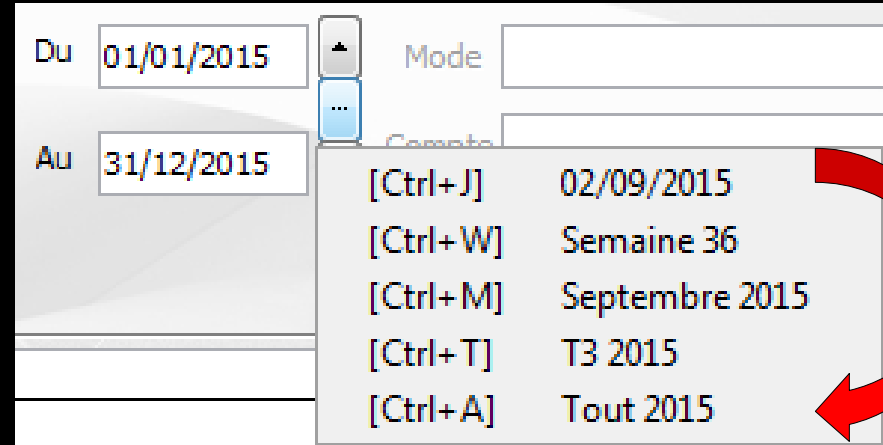 Du 01/01/2015 ... Mode
Compte
Au 31/12/2015
[Ctrl+J] 02/09/2015
[Ctrl+W] Semaine 36
[Ctrl+M] Septembre 2015
[Ctrl+T] T3 2015
[Ctrl+A] Tout 2015